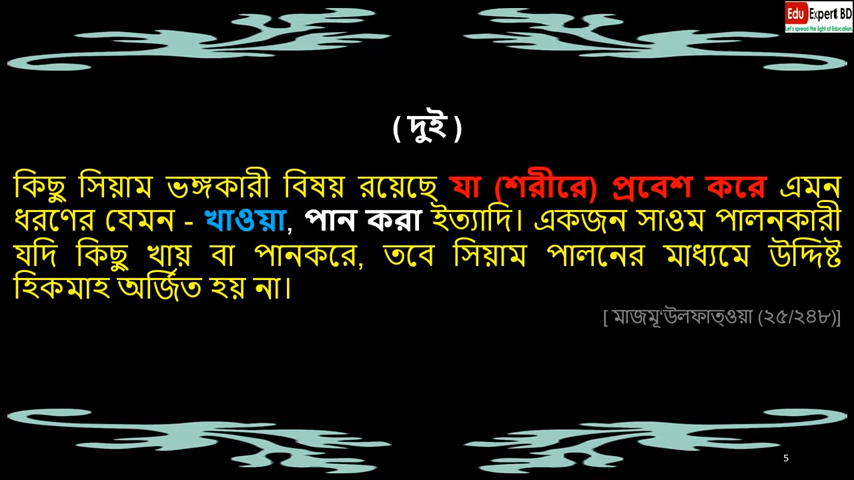 Edu Expert BD
Let's spread the light of Education.
( দুই )
কিছু সিয়াম ভঙ্গকারী বিষয় রয়েছে যা (শরীরে) প্রবেশ করে এমন
ধরণের যেমন - খাওয়া, পান করা ইত্যাদি। একজন সাওম পালনকারী
যদি কিছু খায় বা পানকরে, তবে সিয়াম পালনের মাধ্যমে উদ্দিষ্ট
হিকমাহ অর্জিত হয় না।
[ মাজমূ‘উলফাত্ওয়া (২৫/২৪৮)]
5